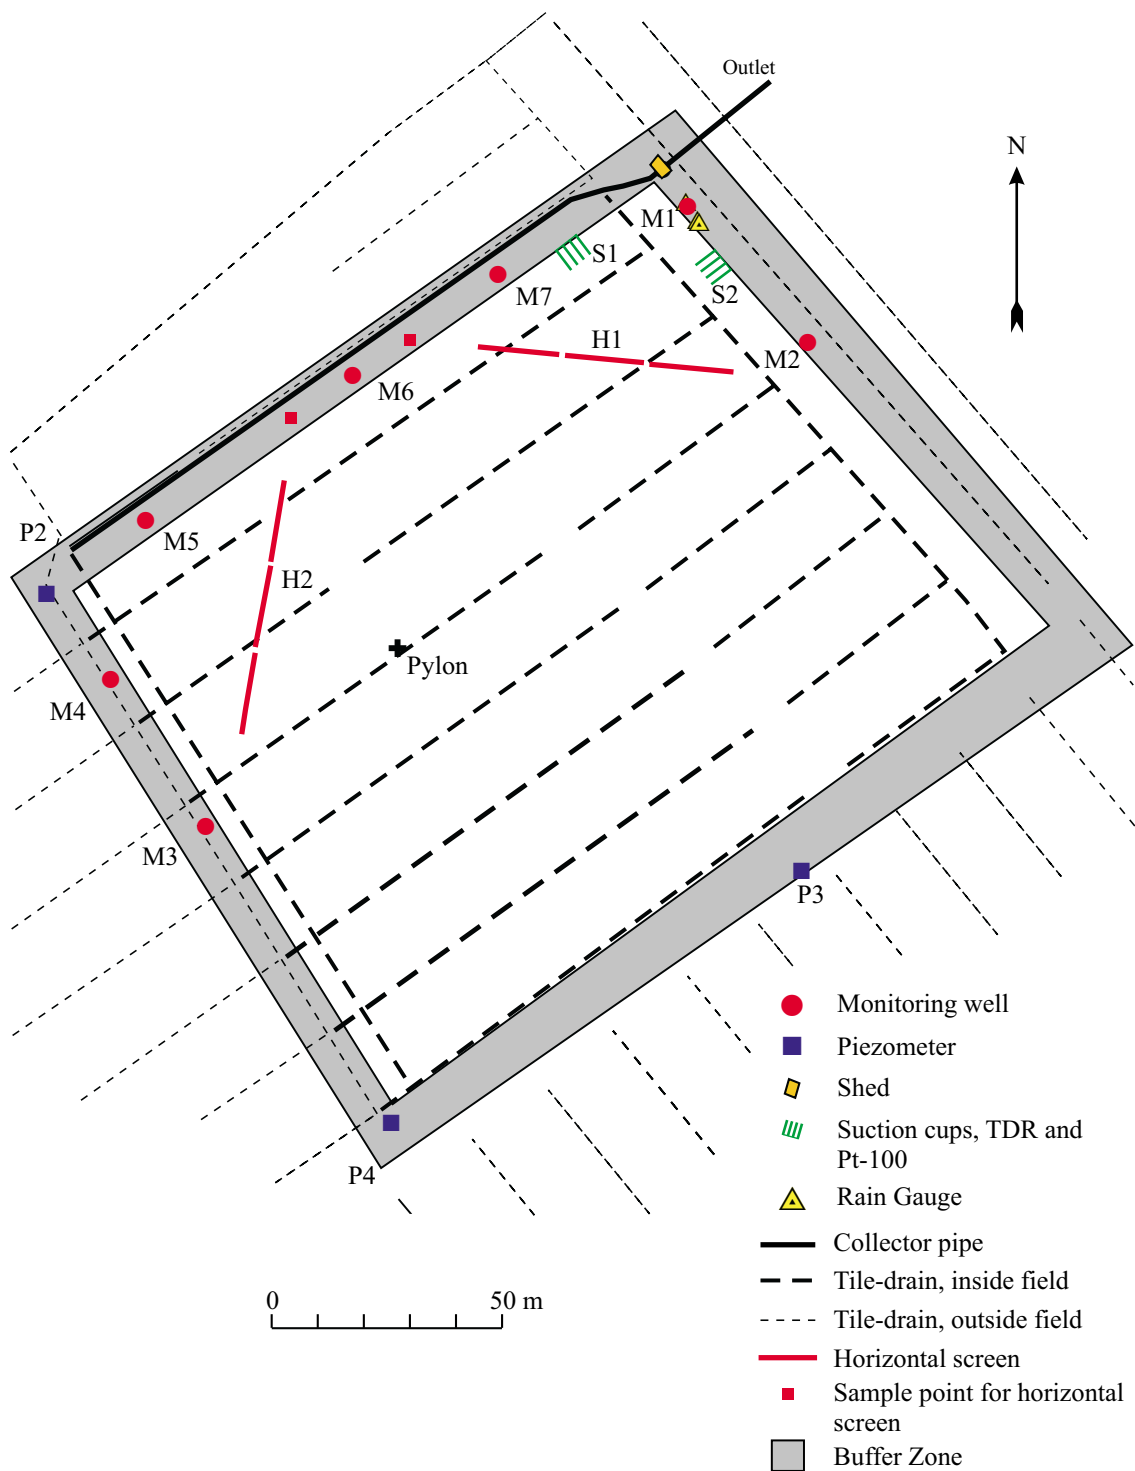 Outlet
N
M1
S1
S2
M7
H1
M2
M6
P2
M5
H2
Pylon
M4
M3
P3
P4
Monitoring well
Piezometer
Shed
Suction cups, TDR and
Pt-100
Rain Gauge
Collector pipe
Tile-drain, inside field
Tile-drain, outside field
Horizontal screen
Sample point for horizontal
screen
Buffer Zone
0 50 m